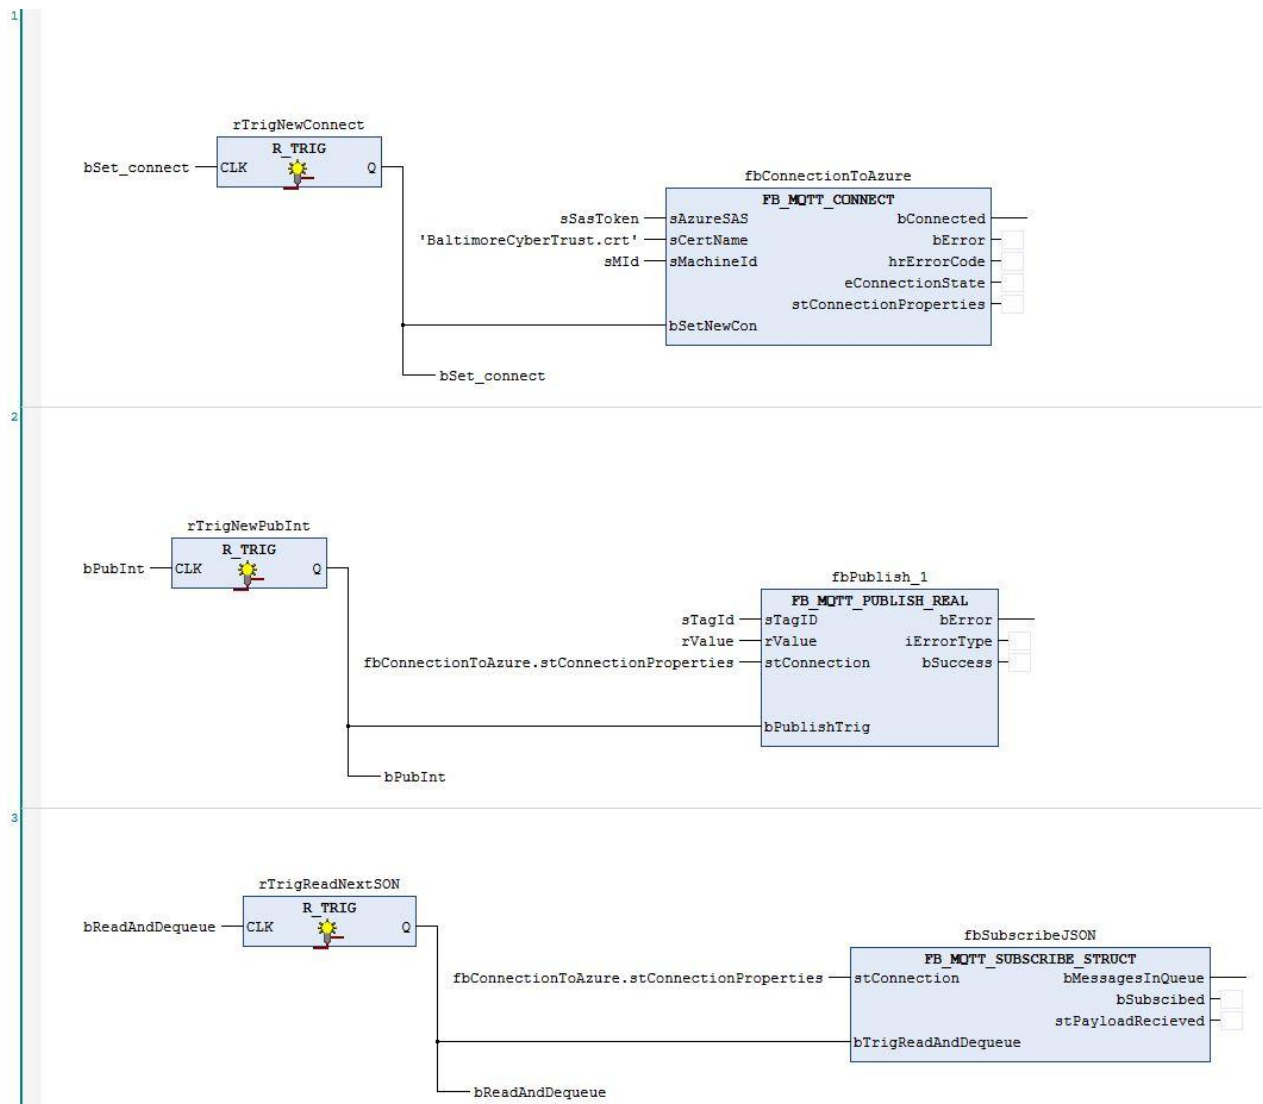 1
rTrigNewConnect
R_TRIG
bSet_connect CLK Q
fbConnectionToAzure
FB_MQTT_CONNECT
sSasToken sAzureSAS bConnected
'BaltimoreCyberTrust.crt' sCertName bError
sMId sMachineId hrErrorCode
eConnectionState
stConnectionProperties
bSetNewCon
bSet_connect
2
rTrigNewPubInt
R_TRIG
bPubInt CLK Q
fbPublish_1
FB_MQTT_PUBLISH_REAL
sTagId sTagID bError
rValue rValue iErrorType
fbConnectionToAzure.stConnectionProperties stConnection bSuccess
bPublishTrig
bPubInt
3
rTrigReadNextSON
R_TRIG
bReadAndDequeue CLK Q
fbSubscribeJSON
FB_MQTT_SUBSCRIBE_STRUCT
fbConnectionToAzure.stConnectionProperties stConnection bMessagesInQueue
bSubscibed
stPayloadRecieved
bTrigReadAndDequeue
bReadAndDequeue